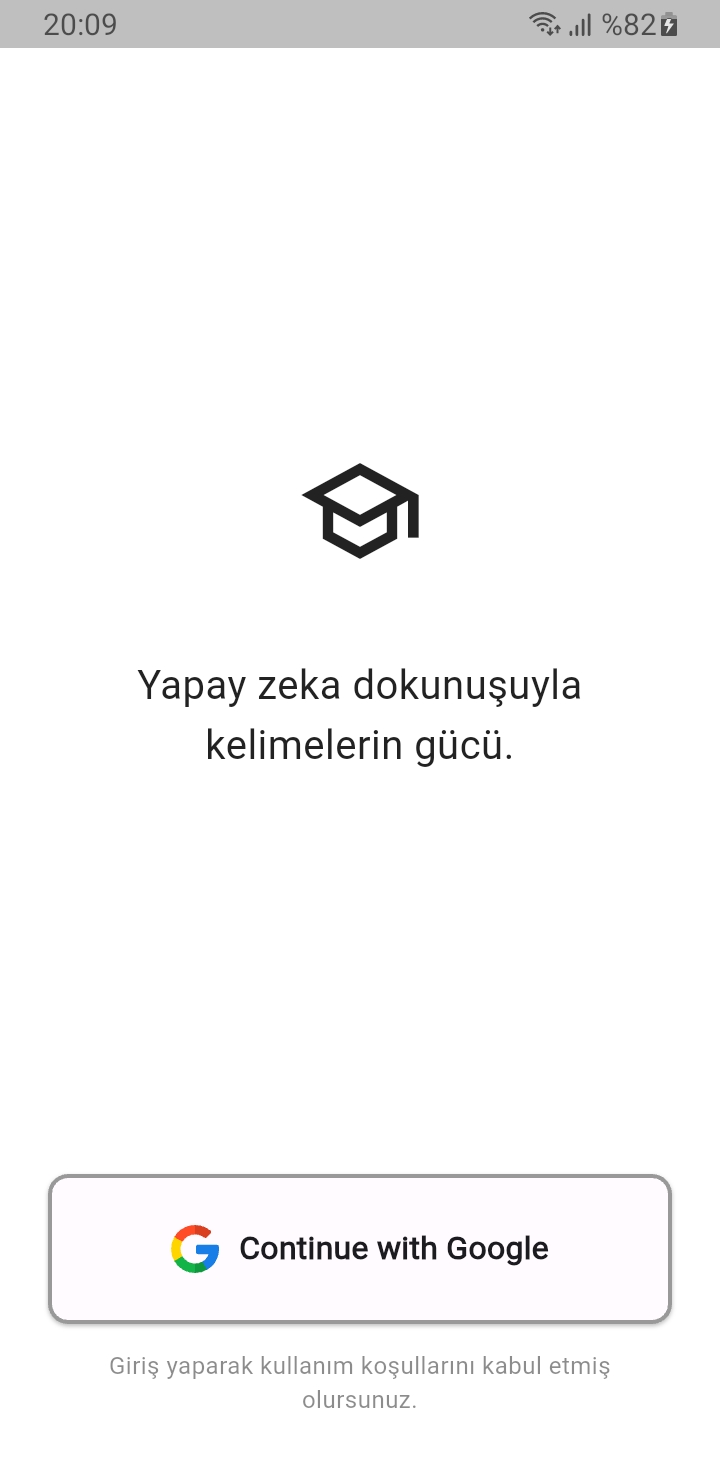 20:09
%82
Yapay zeka dokunuşuyla
kelimelerin gücü.
Continue with Google
Giriş yaparak kullanım koşullarını kabul etmiş
olursunuz.